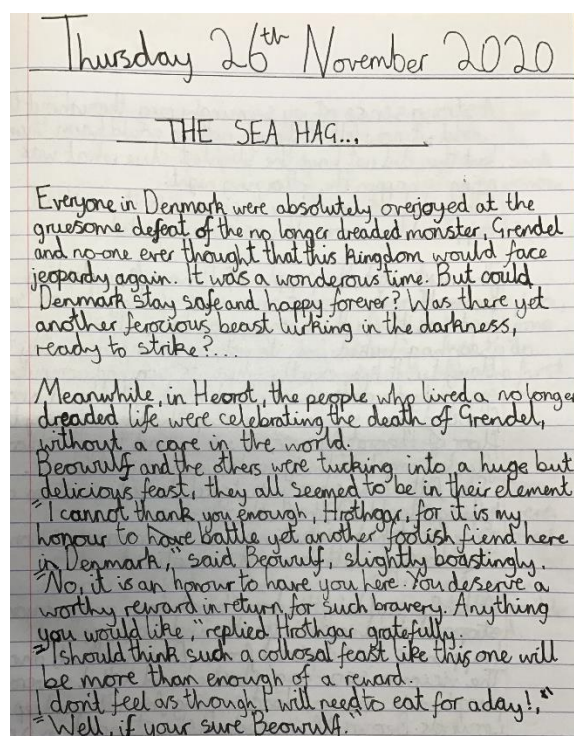 Thursday 26th November 2020
THE SEA HAG...
Everyone in Denmark were absolutely overjoyed at the
gruesome defeat of the no longer dreaded monster, Grendel
and no-one ever thought that this kingdom would face
jeopardy again. It was a wonderous time. But could
Denmark stay safe and happy forever? Was there yet
another ferocious beast lurking in the darkness,
ready to strike?...
Meanwhile, in Heorot, the people who lived a no longer
dreaded life were celebrating the death of Grendel,
without a care in the world.
Beowulf and the others were tucking into a huge but
delicious feast, they all seemed to be in their element
"I cannot thank you enough, Hrothgar, for it is my
honour to have battle yet another foolish fiend here
in Denmark," said Beowulf, slightly boastingly.
"No, it is an honour to have you here. You deserve a
worthy reward in return, for such bravery. Anything
you would like," replied Hrothgar gratefully.
"I should think such a collosal feast like this one will
be more than enough of a reward.
I don't feel as though I will need to eat for a day!,"
"Well, if your sure Beowulf."